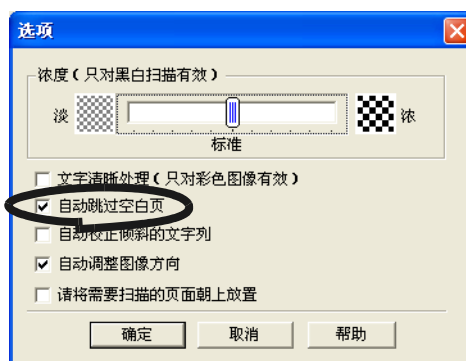 选项
浓度(只对黑白扫描有效)
淡 浓
标准
文字清晰处理(只对彩色图像有效)
自动跳过空白页
自动校正倾斜的文字列
自动调整图像方向
请将需要扫描的页面朝上放置
确定 取消 帮助